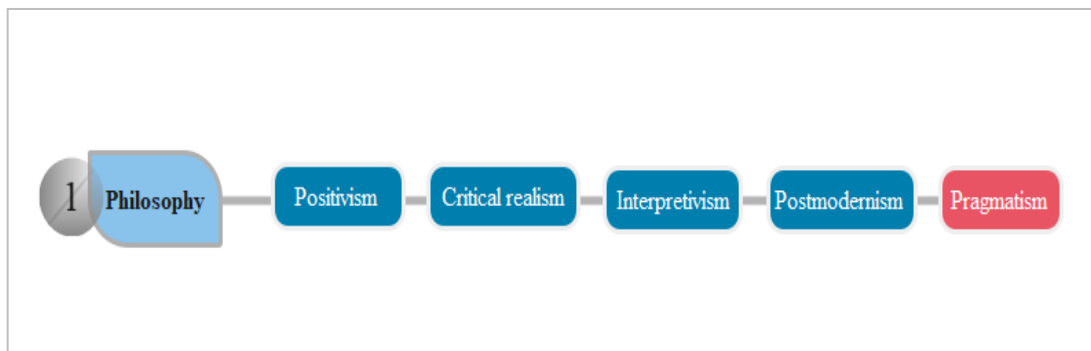 1
Philosophy
Positivism
Critical realism
Interpretivism
Postmodernism
Pragmatism